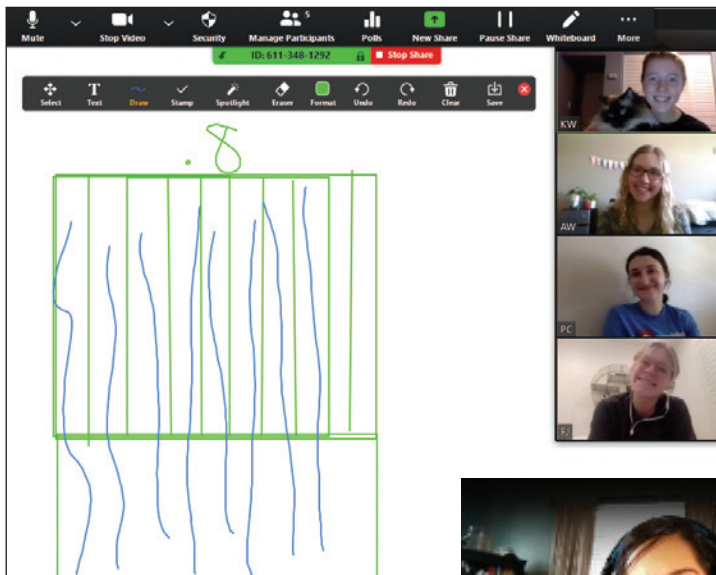 5
Mute Stop Video Security Manage Participants Polls New Share Pause Share Whiteboard More
ID: 611-348-1292 Stop Share
Select Text Draw Stamp Spotlight Eraser Format Undo Redo Clear Save
T
.8
KW
AW
PC